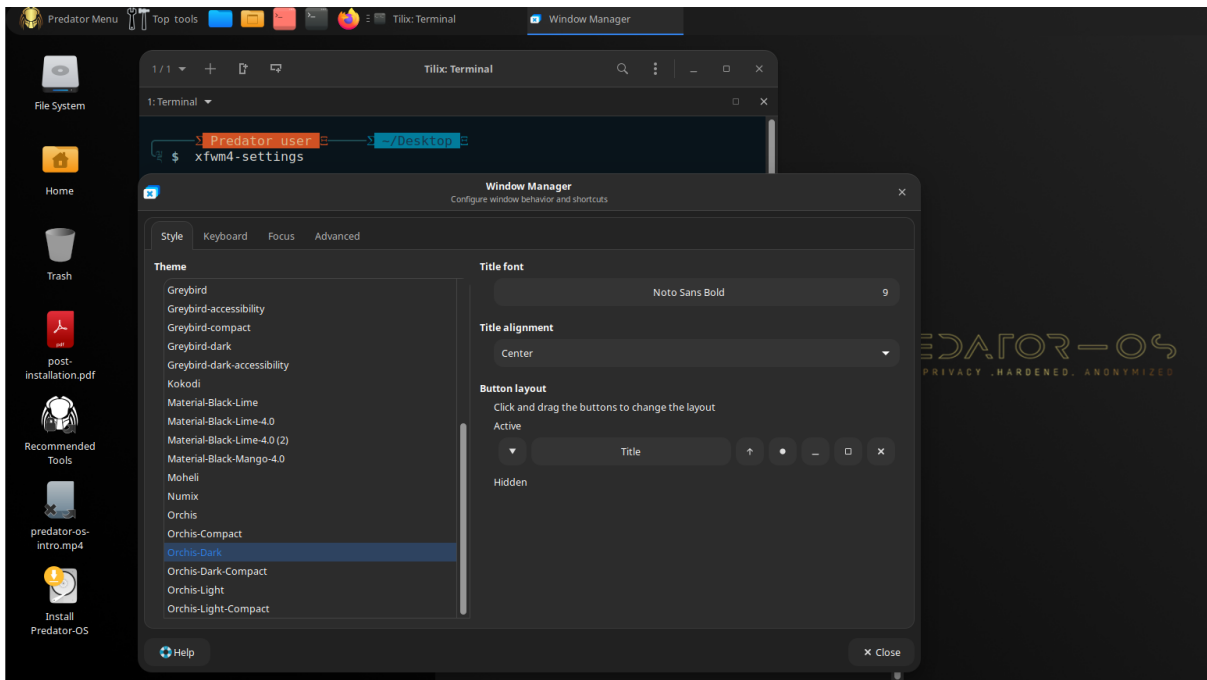 Predator Menu
Top tools
Tilix: Terminal
Window Manager
File System
Home
Trash
pdf
post-
installation.pdf
Recommended
Tools
predator-os-
intro.mp4
Install
Predator-OS
1 / 1
Tilix: Terminal
1: Terminal
Predator user
~/Desktop
$ xfwm4-settings
Window Manager
Configure window behavior and shortcuts
Style Keyboard Focus Advanced
Theme
Greybird
Greybird-accessibility
Greybird-compact
Greybird-dark
Greybird-dark-accessibility
Kokodi
Material-Black-Lime
Material-Black-Lime-4.0
Material-Black-Lime-4.0 (2)
Material-Black-Mango-4.0
Moheli
Numix
Orchis
Orchis-Compact
Orchis-Dark
Orchis-Dark-Compact
Orchis-Light
Orchis-Light-Compact
Title font
Noto Sans Bold 9
Title alignment
Center
Button layout
Click and drag the buttons to change the layout
Active
Title
Hidden
Help
Close
EDATOR-OS
PRIVACY .HARDENED. ANONYMIZED